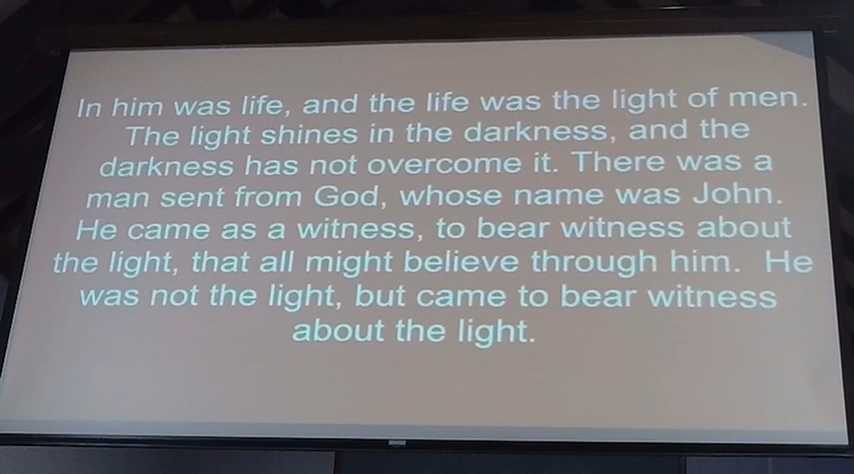 In him was life, and the life was the light of men.
The light shines in the darkness, and the
darkness has not overcome it. There was a
man sent from God, whose name was John.
He came as a witness, to bear witness about
the light, that all might believe through him.  He
was not the light, but came to bear witness
about the light.